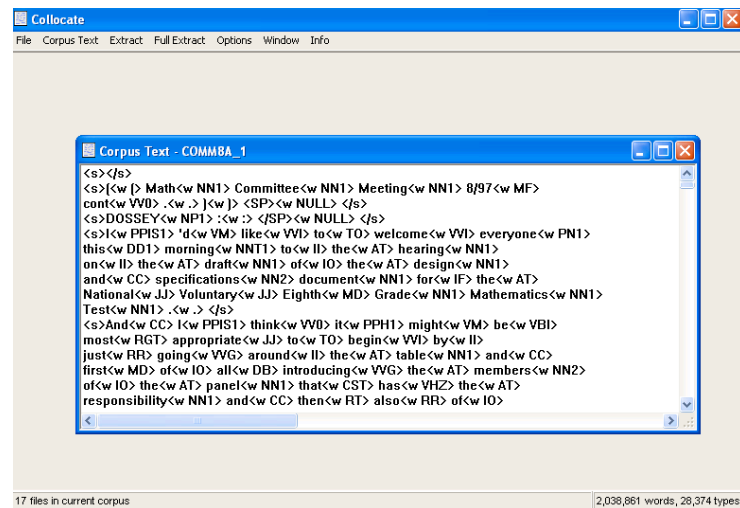 Collocate
File Corpus Text Extract Full Extract Options Window Info
Corpus Text - COMM8A_1
<s></s>
<s>[<w [> Math<w NN1> Committee<w NN1> Meeting<w NN1> 8/97<w MF>
cont<w VV0> .<w .> ]<w ]> <SP><w NULL> </s>
<s>DOSSEY<w NP1> :<w :> </SP><w NULL> </s>
<s>I<w PPIS1> 'd<w VM> like<w VVI> to<w TO> welcome<w VVI> everyone<w PN1>
this<w DD1> morning<w NNT1> to<w II> the<w AT> hearing<w NN1>
on<w II> the<w AT> draft<w NN1> of<w IO> the<w AT> design<w NN1>
and<w CC> specifications<w NN2> document<w NN1> for<w IF> the<w AT>
National<w JJ> Voluntary<w JJ> Eighth<w MD> Grade<w NN1> Mathematics<w NN1>
Test<w NN1> .<w .> </s>
<s>And<w CC> I<w PPIS1> think<w VV0> it<w PPH1> might<w VM> be<w VBI>
most<w RGT> appropriate<w JJ> to<w TO> begin<w VVI> by<w II>
just<w RR> going<w VVG> around<w II> the<w AT> table<w NN1> and<w CC>
first<w MD> of<w IO> all<w DB> introducing<w VVG> the<w AT> members<w NN2>
of<w IO> the<w AT> panel<w NN1> that<w CST> has<w VHZ> the<w AT>
responsibility<w NN1> and<w CC> then<w RT> also<w RR> of<w IO>
17 files in current corpus 2,038,861 words, 28,374 types